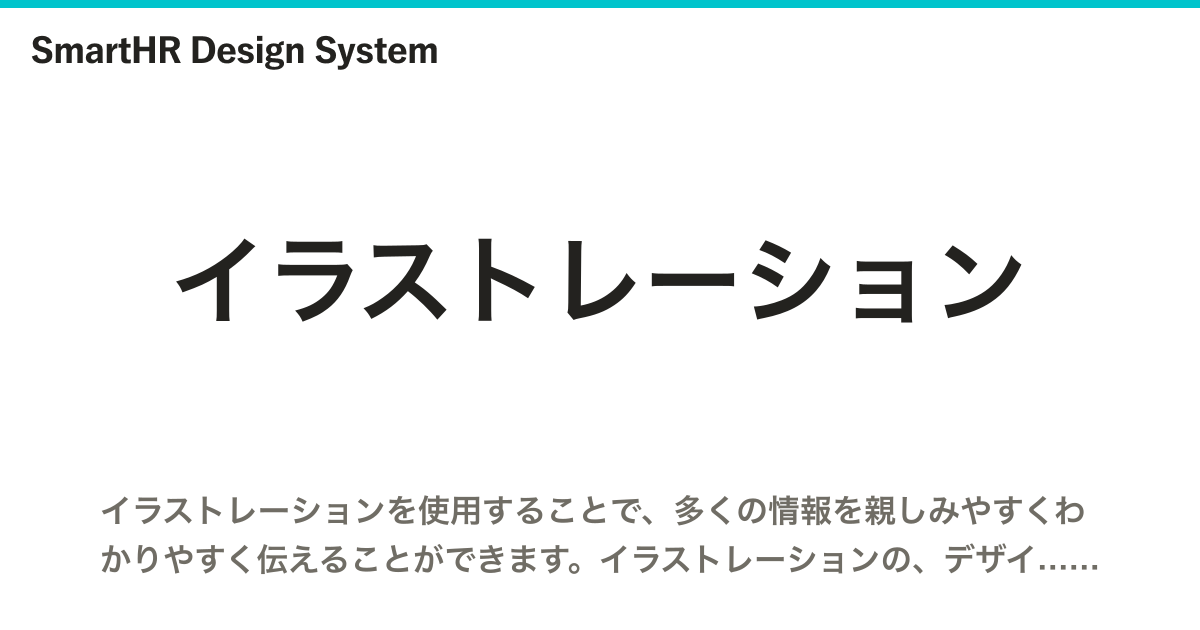 SmartHR Design System
イラストレーション
イラストレーションを使用することで、多くの情報を親しみやすくわ
かりやすく伝えることができます。イラストレーションの、デザイ……